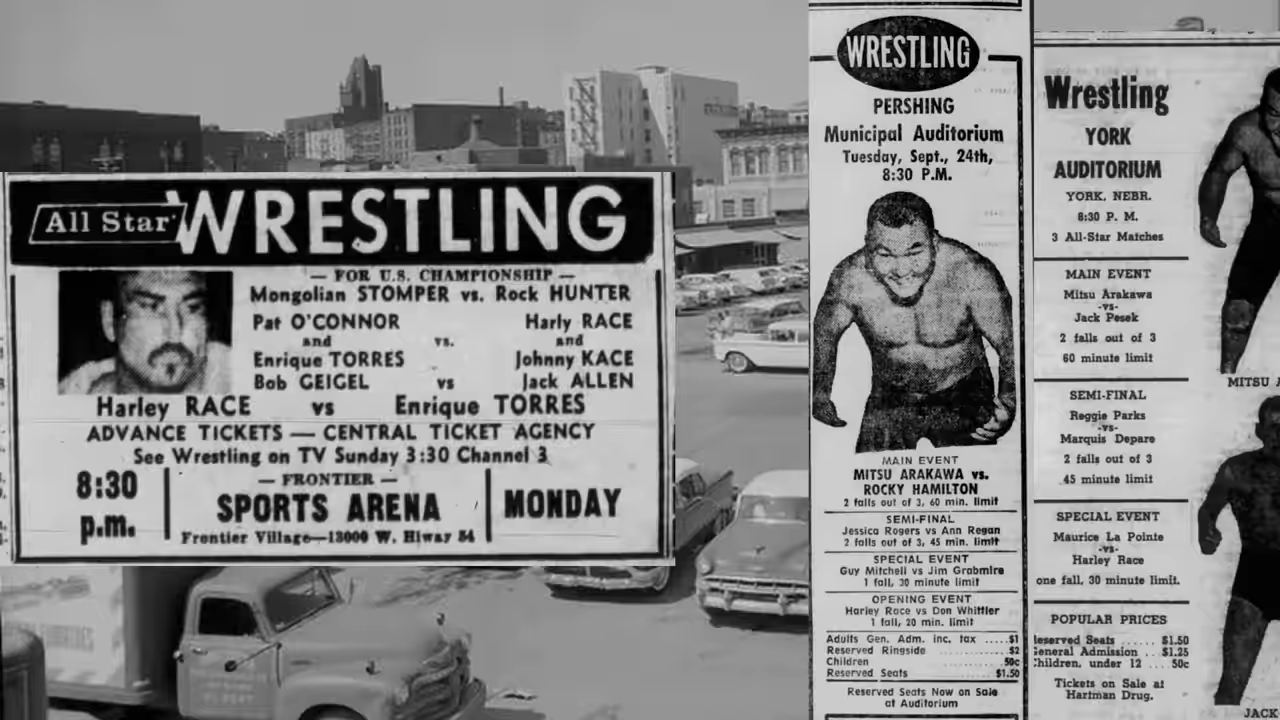 All Star WRESTLING
— FOR U.S. CHAMPIONSHIP —
Mongolian STOMPER vs. Rock HUNTER
Pat O'CONNOR Harly RACE
and vs. and
Enrique TORRES Johnny KACE
Bob GEIGEL vs Jack ALLEN
Harley RACE vs Enrique TORRES
ADVANCE TICKETS — CENTRAL TICKET AGENCY
See Wrestling on TV Sunday 3:30 Channel 3
8:30
p.m.
— FRONTIER —
SPORTS ARENA
MONDAY
Frontier Village—13000 W. Hiway 84
WRESTLING
PERSHING
Municipal Auditorium
Tuesday, Sept., 24th,
8:30 P.M.
MAIN EVENT
MITSU ARAKAWA vs.
ROCKY HAMILTON
2 falls out of 3, 60 min. limit
SEMI-FINAL
Jessica Rogers vs Ann Regan
2 falls out of 3, 45 min. limit
SPECIAL EVENT
Guy Mitchell vs Jim Grabmire
1 fall, 30 minute limit
OPENING EVENT
Harley Race vs Don Whittler
1 fall, 20 min. limit
Adults Gen. Adm. inc. tax .....$1
Reserved Ringside ............$2
Children ............50c
Reserved Seats ............$1.50
Reserved Seats Now on Sale
at Auditorium
Wrestling
YORK
AUDITORIUM
YORK, NEBR.
8:30 P. M.
3 All-Star Matches
MAIN EVENT
Mitsu Arakawa
-vs-
Jack Pesek
2 falls out of 3
60 minute limit
SEMI-FINAL
Reggie Parks
-vs-
Marquis Depare
2 falls out of 3
45 minute limit
SPECIAL EVENT
Maurice La Pointe
-vs-
Harley Race
one fall, 30 minute limit.
POPULAR PRICES
Reserved Seats ...... $1.50
General Admission ... $1.25
Children, under 12 ... 50c
Tickets on Sale at
Hartman Drug.
MITSU A
JACK